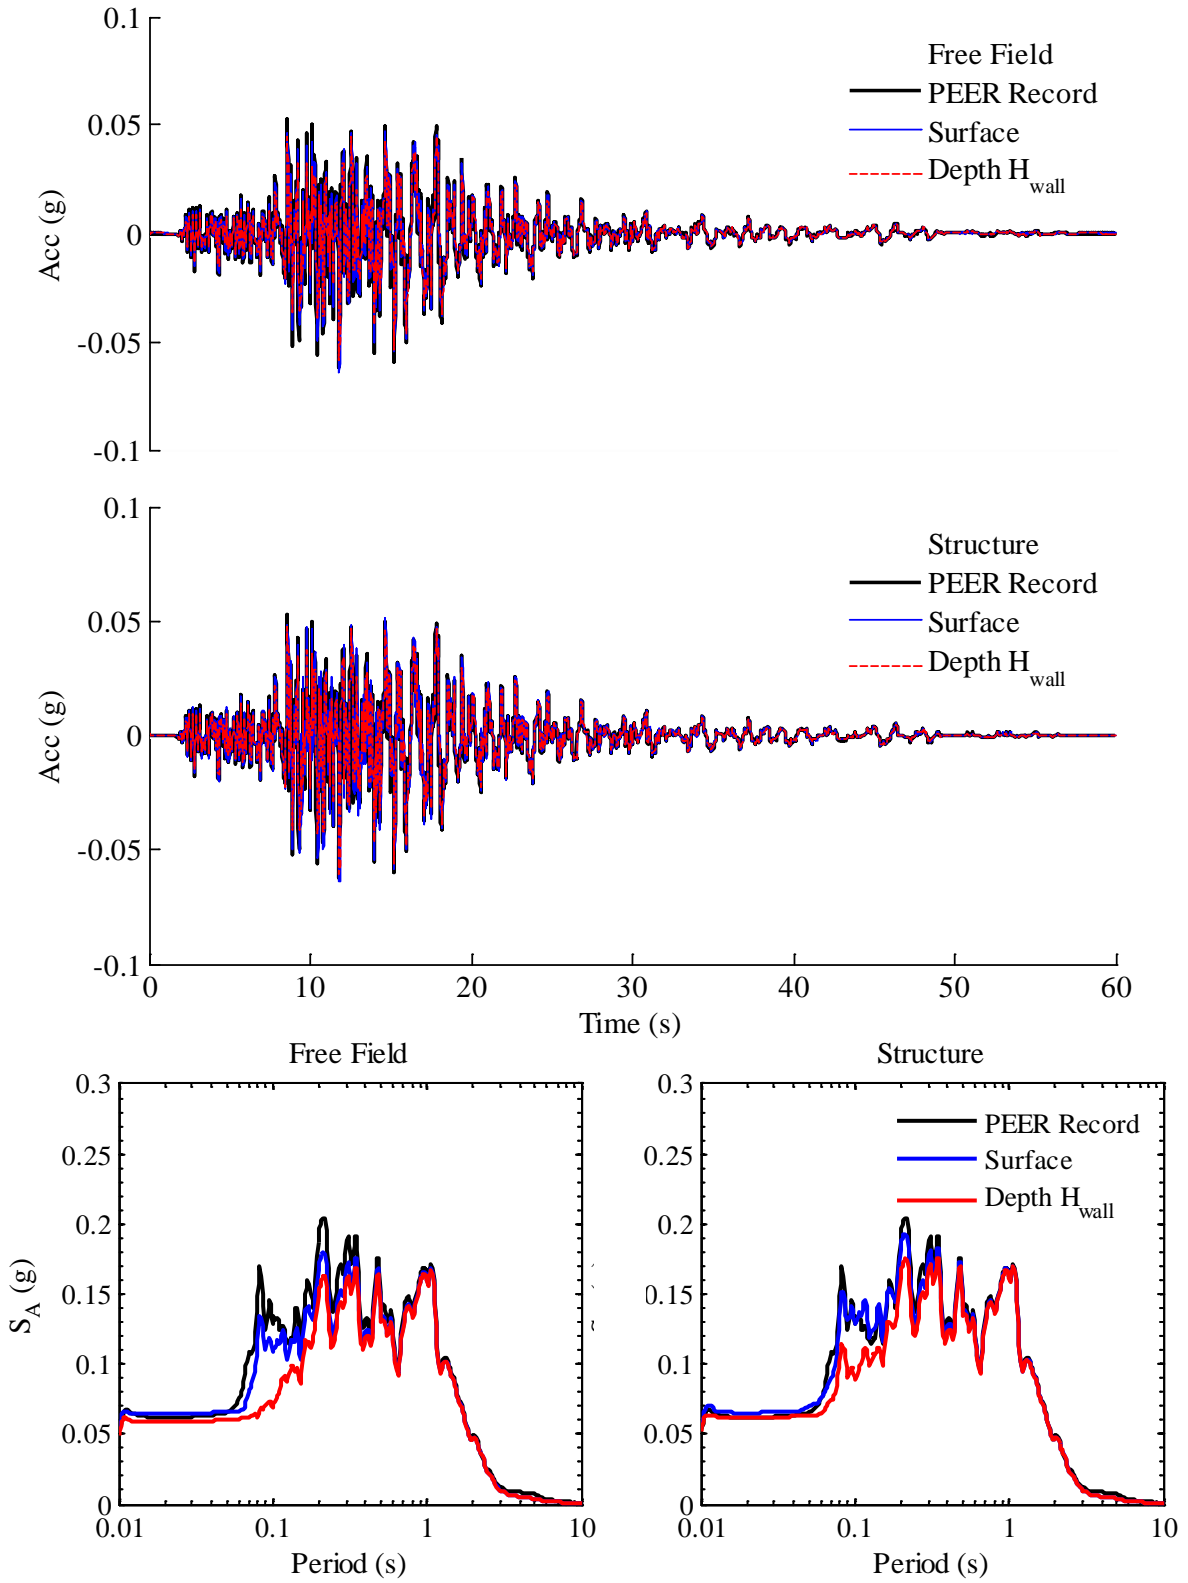 0.1
0.05
0
-0.05
-0.1
Acc (g)
Free Field
PEER Record
Surface
Depth H_wall
0.1
0.05
0
-0.05
-0.1
Acc (g)
Structure
PEER Record
Surface
Depth H_wall
0 10 20 30 40 50 60
Time (s)
Free Field
0.3
0.25
0.2
0.15
0.1
0.05
0
S_A (g)
0.01 0.1 1 10
Period (s)
Structure
0.3
0.25
0.2
0.15
0.1
0.05
0
PEER Record
Surface
Depth H_wall
0.01 0.1 1 10
Period (s)